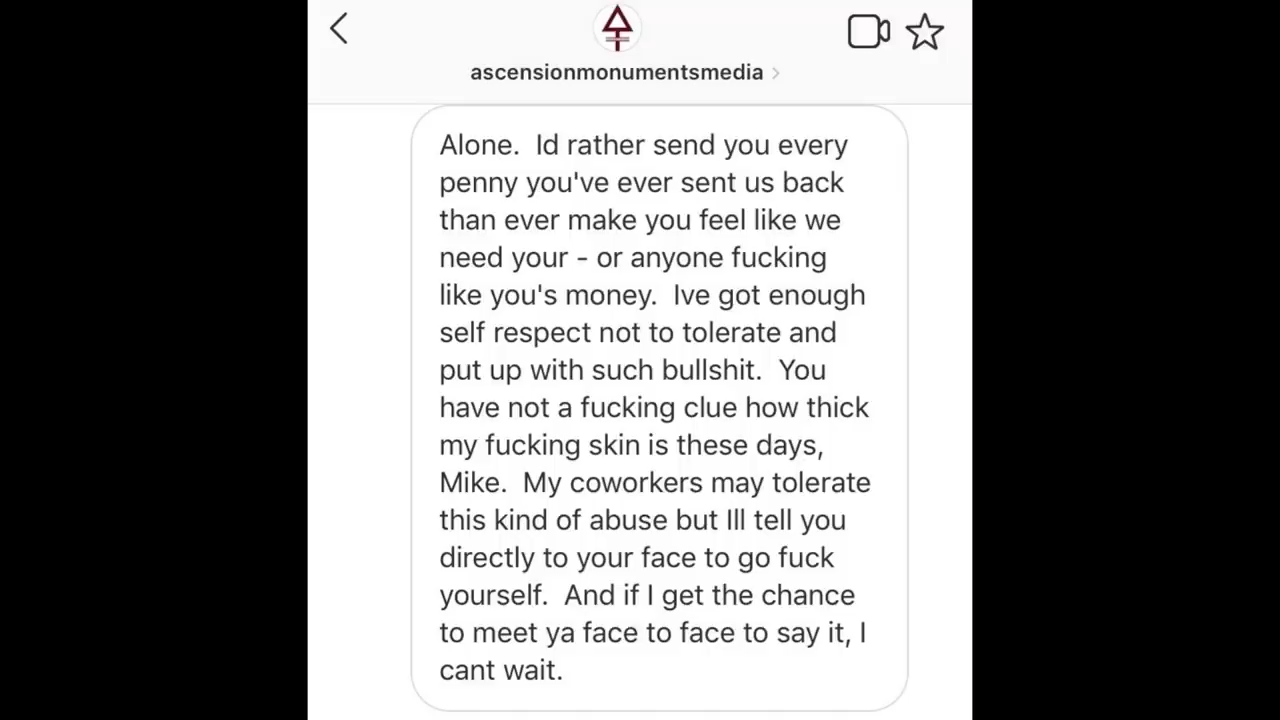 ascensionmonumentsmedia
Alone.  Id rather send you every
penny you've ever sent us back
than ever make you feel like we
need your - or anyone fucking
like you's money.  Ive got enough
self respect not to tolerate and
put up with such bullshit.  You
have not a fucking clue how thick
my fucking skin is these days,
Mike.  My coworkers may tolerate
this kind of abuse but Ill tell you
directly to your face to go fuck
yourself.  And if I get the chance
to meet ya face to face to say it, I
cant wait.